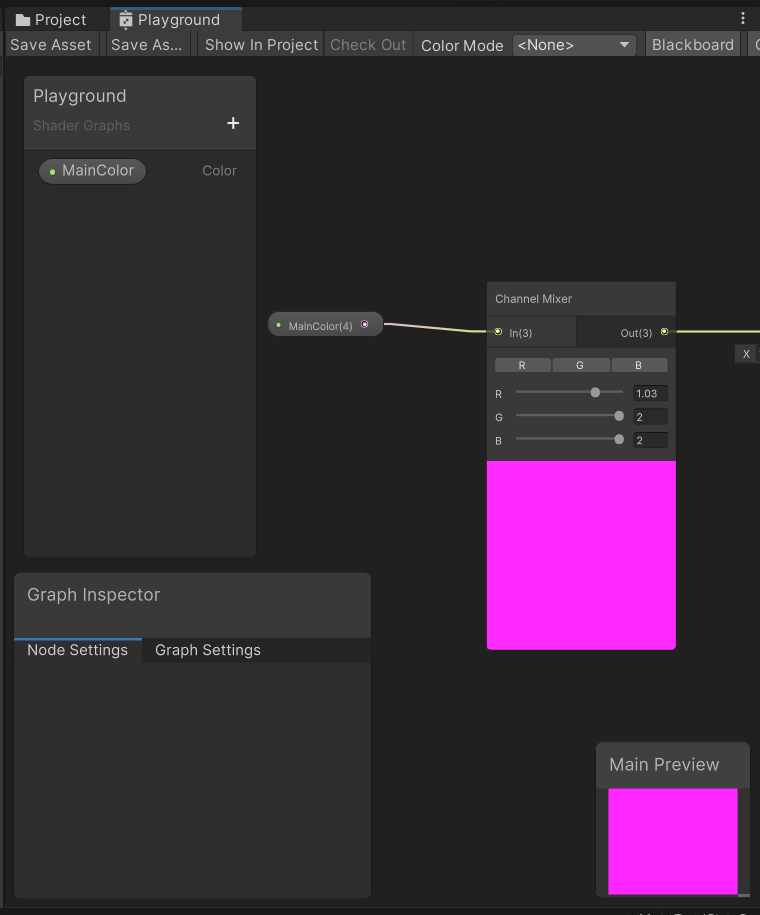 Project Playground
Save Asset Save As... Show In Project Check Out Color Mode <None> Blackboard
Playground
Shader Graphs +
MainColor Color
Channel Mixer
MainColor(4) In(3) Out(3)
X
R G B
R 1.03
G 2
B 2
Graph Inspector
Node Settings Graph Settings
Main Preview